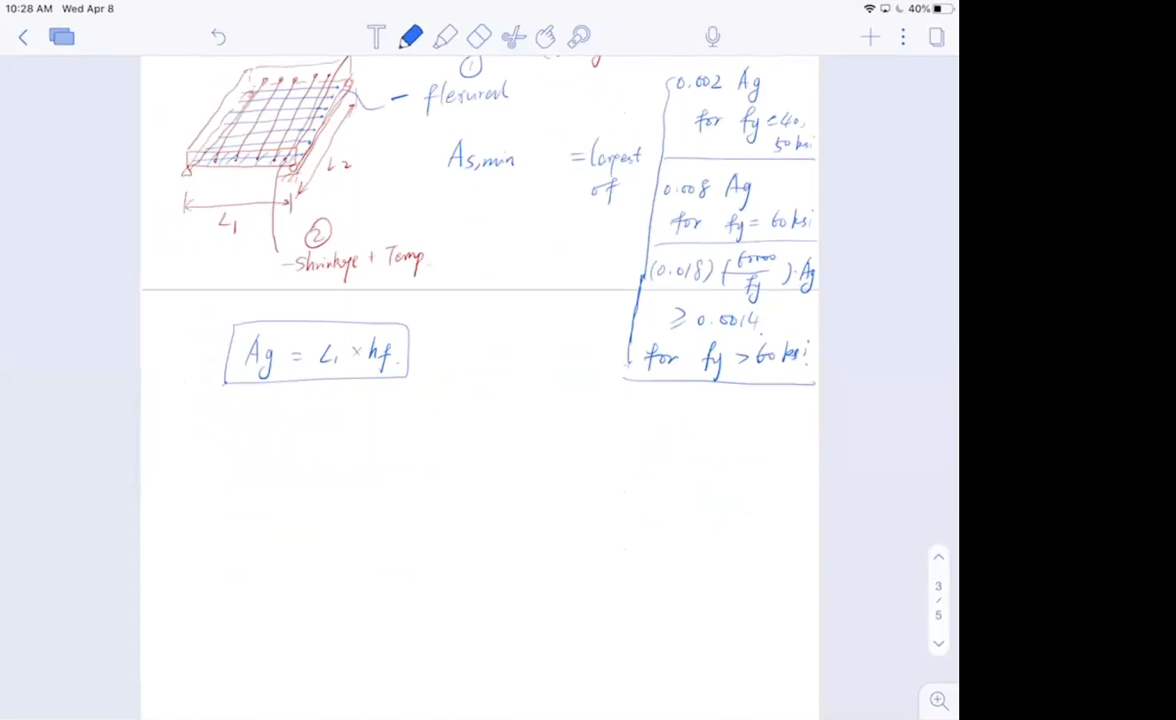 10:28 AM Wed Apr 8
40%
T
①
- flexural
As,min = largest of
0.002 Ag
for fy = 40,
50 ksi
0.008 Ag
for fy = 60 ksi
(0.018) (60000/fy) · Ag
≥ 0.0014
for fy > 60 ksi
L2
L1
②
- shrinkage + Temp.
Ag = L1 × hf.
3
/
5